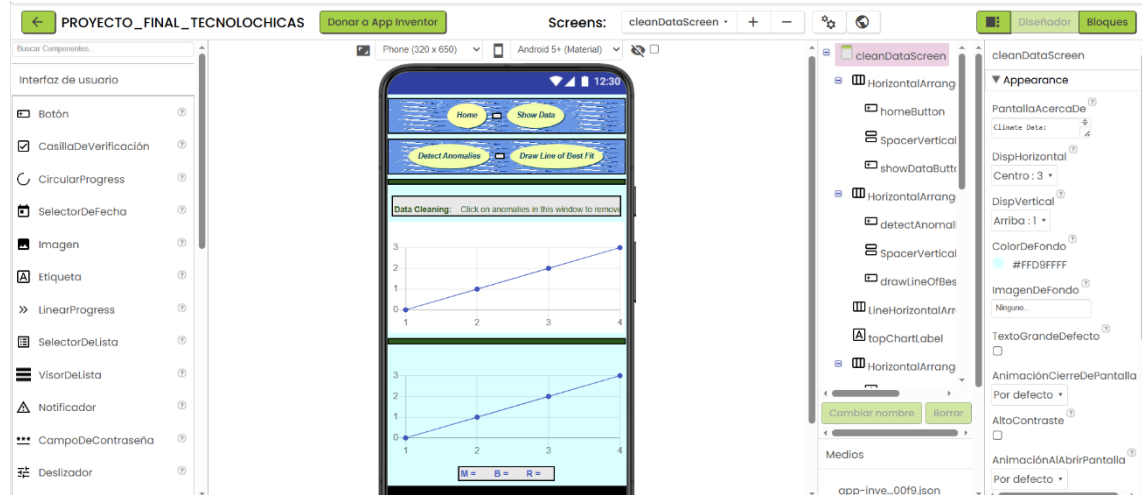 PROYECTO_FINAL_TECNOLOCHICAS
Donar a App Inventor
Screens:
cleanDataScreen
Diseñador
Bloques
Buscar Componentes...
Interfaz de usuario
Botón
CasillaDeVerificación
CircularProgress
SelectorDeFecha
Imagen
Etiqueta
LinearProgress
SelectorDeLista
VisorDeLista
Notificador
CampoDeContraseña
Deslizador
Phone (320 x 650)
Android 5+ (Material)
12:30
Home
Show Data
Detect Anomalies
Draw Line of Best Fit
Data Cleaning: Click on anomalies in this window to remove
3
2
1
0
1 2 3 4
3
2
1
0
1 2 3 4
M = B = R =
cleanDataScreen
HorizontalArrang
homeButton
SpacerVertical
showDataButt
HorizontalArrang
detectAnomali
SpacerVertical
drawLineOfBes
LineHorizontalArr
topChartLabel
HorizontalArrang
Cambiar nombre
Borrar
Medios
app-inve...00f9.json
cleanDataScreen
Appearance
PantallaAcercaDe
Climate Data:
DispHorizontal
Centro : 3
DispVertical
Arriba : 1
ColorDeFondo
#FFD9FFFF
ImagenDeFondo
Ninguno...
TextoGrandeDefecto
AnimaciónCierreDePantalla
Por defecto
AltoContraste
AnimaciónAlAbrirPantalla
Por defecto